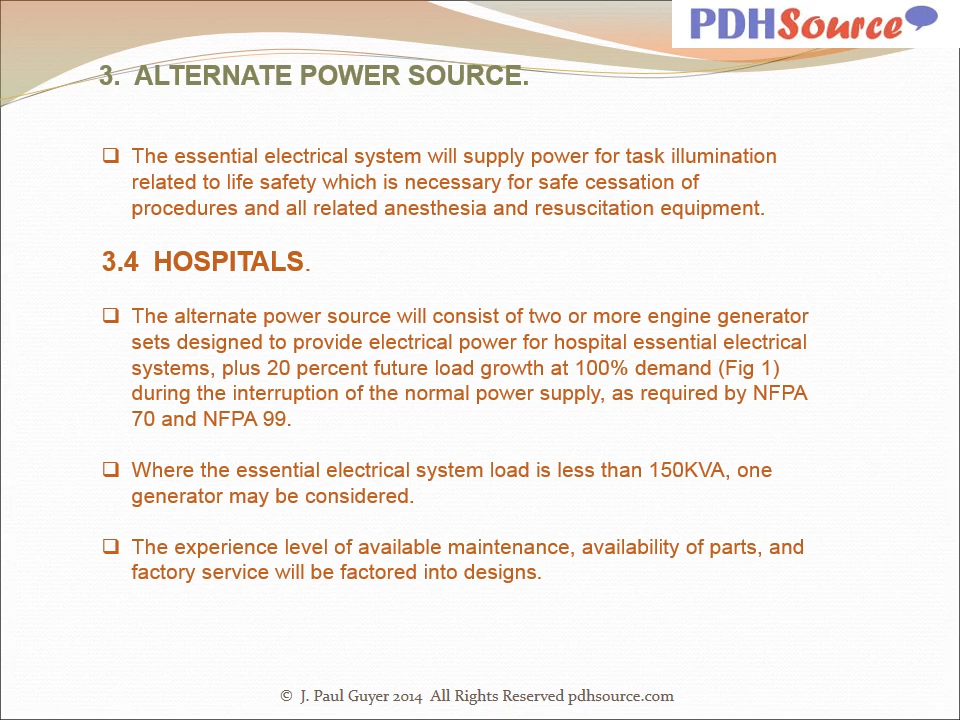 PDHSource
3. ALTERNATE POWER SOURCE.
❑ The essential electrical system will supply power for task illumination
related to life safety which is necessary for safe cessation of
procedures and all related anesthesia and resuscitation equipment.
3.4 HOSPITALS.
❑ The alternate power source will consist of two or more engine generator
sets designed to provide electrical power for hospital essential electrical
systems, plus 20 percent future load growth at 100% demand (Fig 1)
during the interruption of the normal power supply, as required by NFPA
70 and NFPA 99.
❑ Where the essential electrical system load is less than 150KVA, one
generator may be considered.
❑ The experience level of available maintenance, availability of parts, and
factory service will be factored into designs.
© J. Paul Guyer 2014 All Rights Reserved pdhsource.com